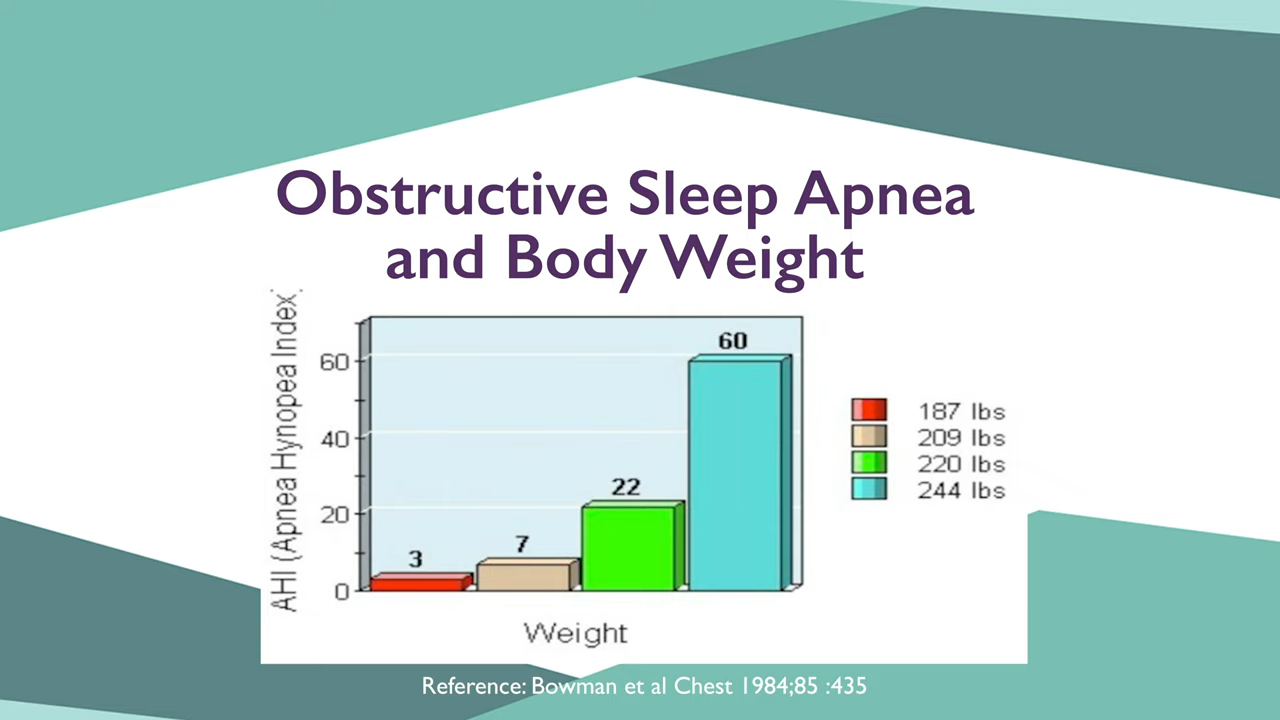 Obstructive Sleep Apnea
and Body Weight
AHI (Apnea Hynopea Index)
60
40
20
0
3
7
22
60
Weight
187 lbs
209 lbs
220 lbs
244 lbs
Reference: Bowman et al Chest 1984;85 :435